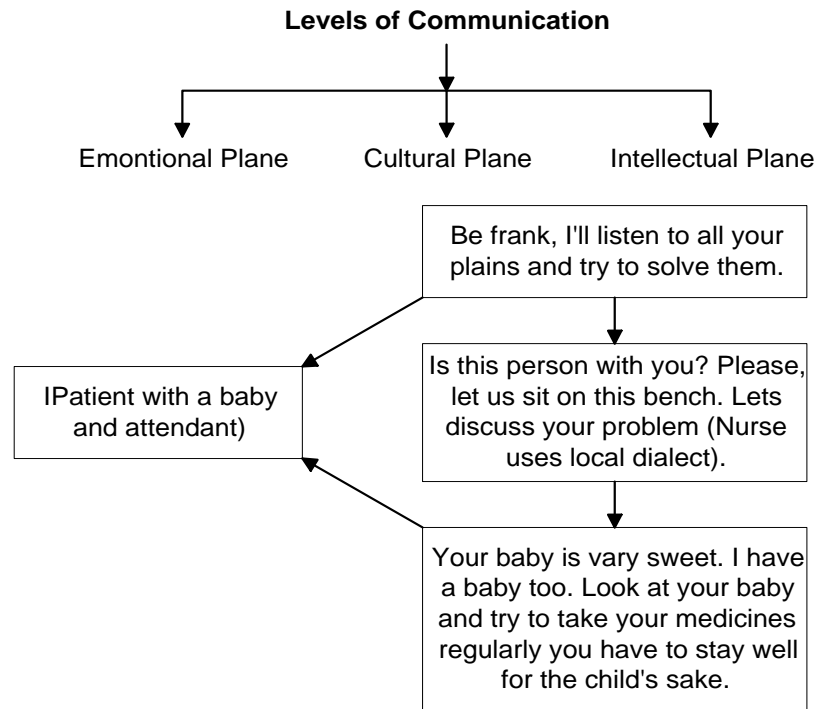 Levels of Communication
Emontional Plane
Cultural Plane
Intellectual Plane
Be frank, I'll listen to all your
plains and try to solve them.
Is this person with you? Please,
let us sit on this bench. Lets
discuss your problem (Nurse
uses local dialect).
IPatient with a baby
and attendant)
Your baby is vary sweet. I have
a baby too. Look at your baby
and try to take your medicines
regularly you have to stay well
for the child's sake.